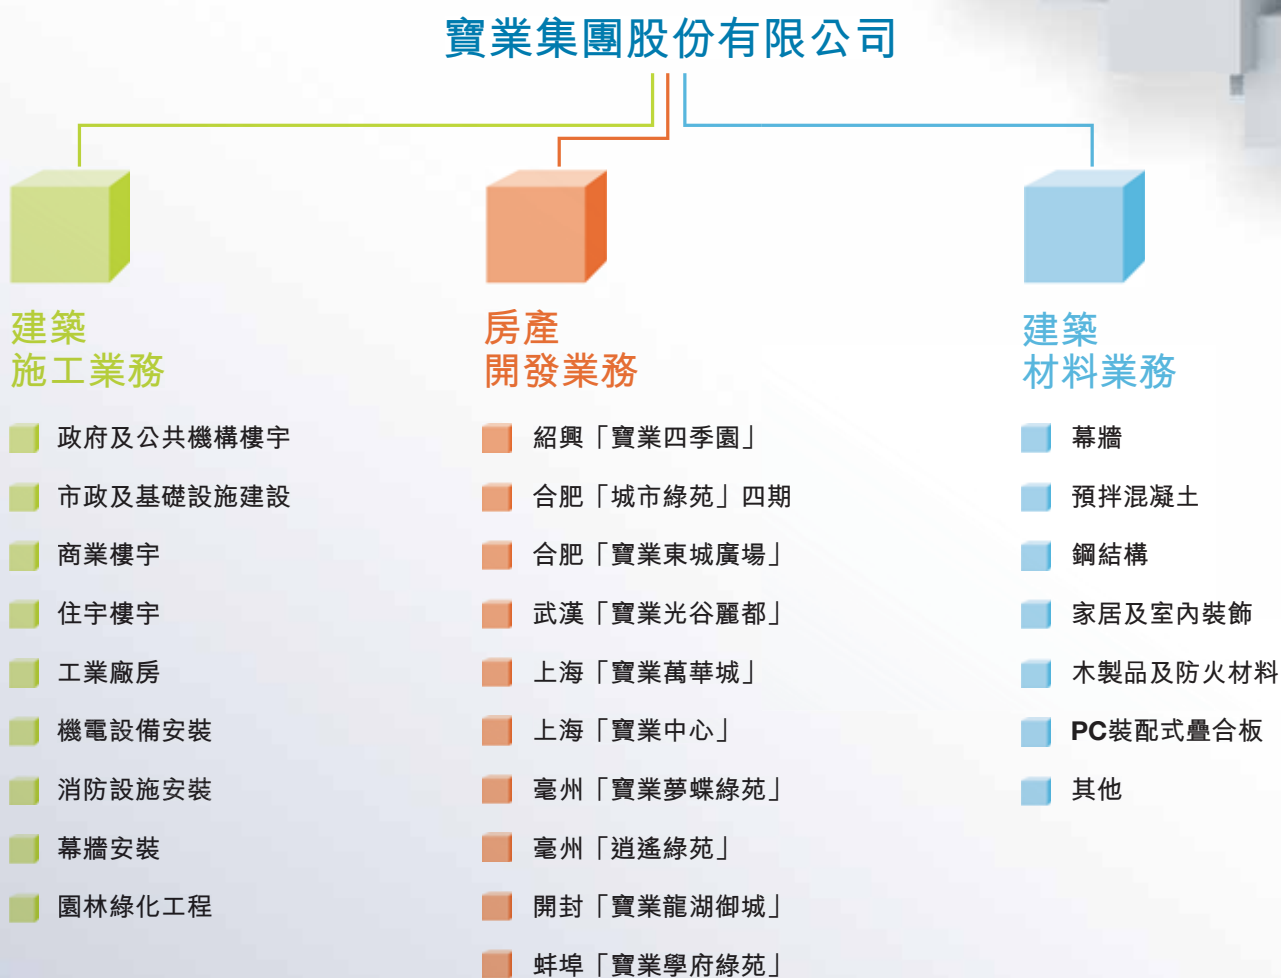 寶業集團股份有限公司
建築
施工業務
政府及公共機構樓宇
市政及基礎設施建設
商業樓宇
住宇樓宇
工業廠房
機電設備安裝
消防設施安裝
幕牆安裝
園林綠化工程
房產
開發業務
紹興「寶業四季園」
合肥「城市綠苑」四期
合肥「寶業東城廣場」
武漢「寶業光谷麗都」
上海「寶業萬華城」
上海「寶業中心」
毫州「寶業夢蝶綠苑」
毫州「逍遙綠苑」
開封「寶業龍湖御城」
蚌埠「寶業學府綠苑」
建築
材料業務
幕牆
預拌混凝土
鋼結構
家居及室內裝飾
木製品及防火材料
PC裝配式疊合板
其他